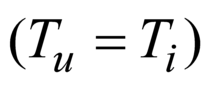 (T_u = T_i)